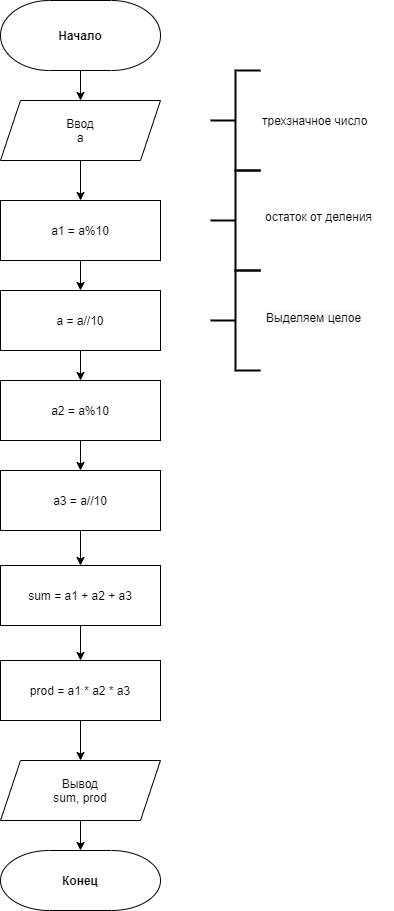 Начало
Ввод
a
трехзначное число
a1 = a%10
остаток от деления
a = a//10
Выделяем целое
a2 = a%10
a3 = a//10
sum = a1 + a2 + a3
prod = a1 * a2 * a3
Вывод
sum, prod
Конец